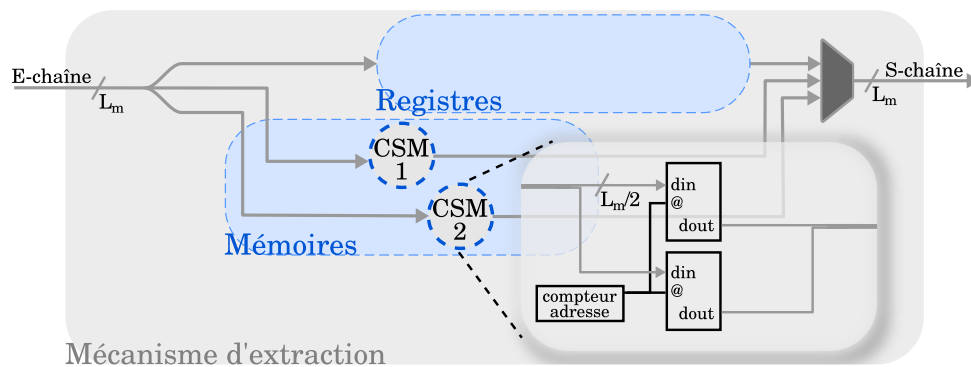 E-chaîne
Lm
S-chaîne
Lm
Registres
CSM
1
CSM
2
Mémoires
Lm/2
din
@
dout
din
@
dout
compteur
adresse
Mécanisme d'extraction